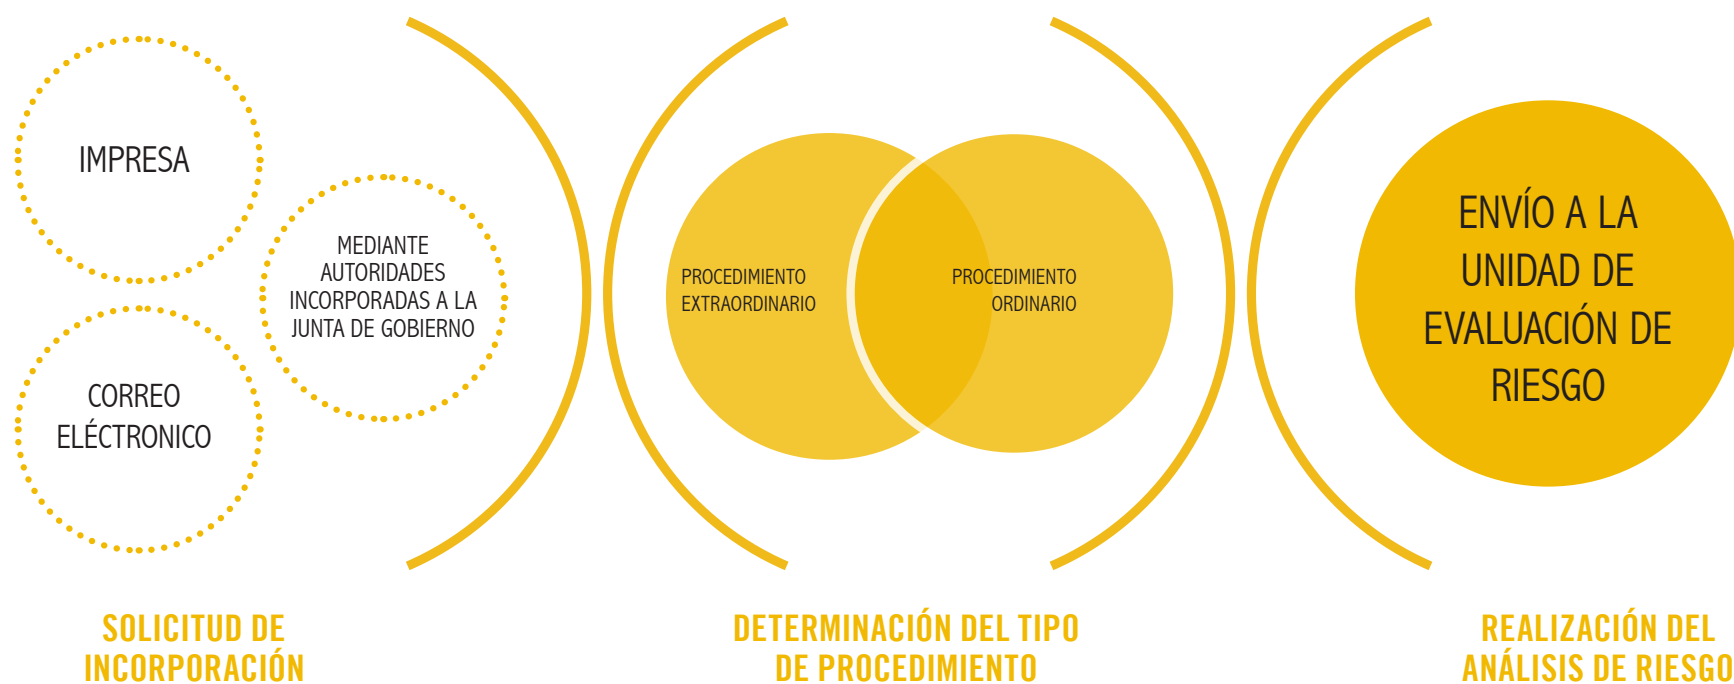 IMPRESA
MEDIANTE
AUTORIDADES
INCORPORADAS A LA
JUNTA DE GOBIERNO
CORREO
ELÉCTRONICO
SOLICITUD DE
INCORPORACIÓN
PROCEDIMIENTO
EXTRAORDINARIO
PROCEDIMIENTO
ORDINARIO
DETERMINACIÓN DEL TIPO
DE PROCEDIMIENTO
ENVÍO A LA
UNIDAD DE
EVALUACIÓN DE
RIESGO
REALIZACIÓN DEL
ANÁLISIS DE RIESGO